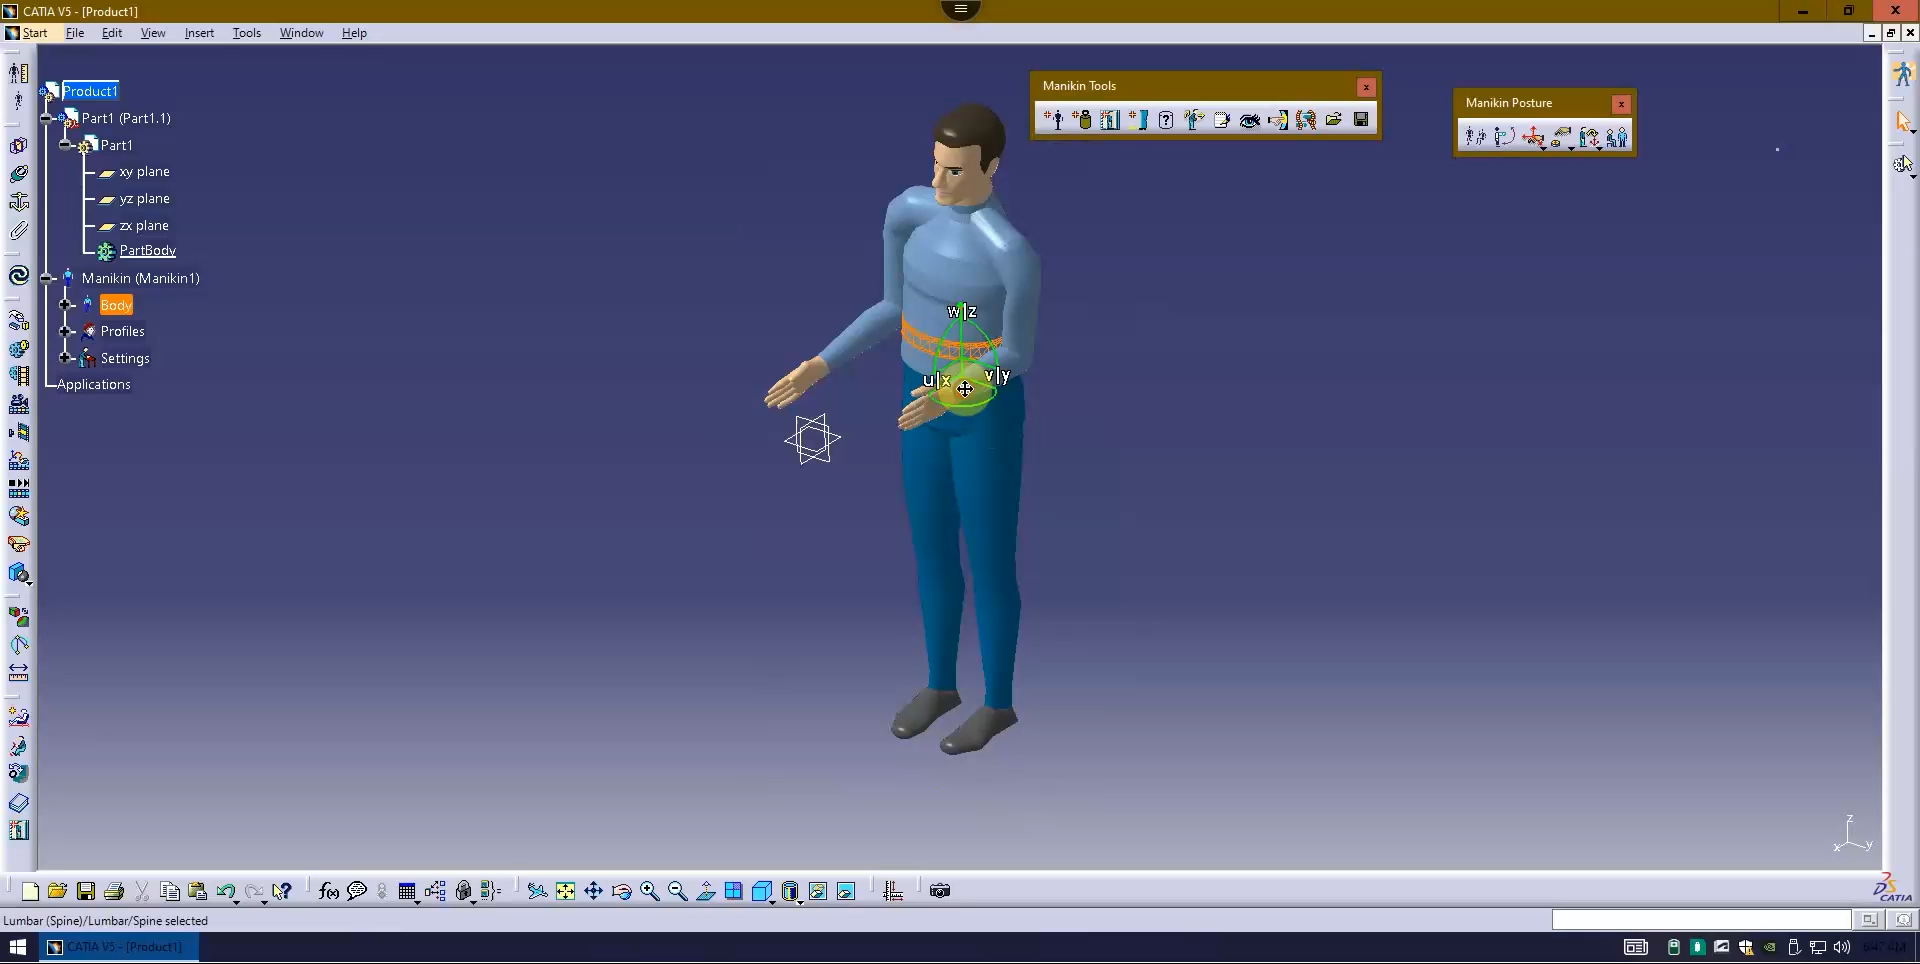 CATIA V5 - [Product1]
Start File Edit View Insert Tools Window Help
Product1
Part1 (Part1.1)
Part1
xy plane
yz plane
zx plane
PartBody
Manikin (Manikin1)
Body
Profiles
Settings
Applications
Manikin Tools
Manikin Posture
w|z
u|x
v|y
z
x
y
f(x)
CATIA
Lumbar (Spine)/Lumbar/Spine selected
CATIA V5 - [Product1]